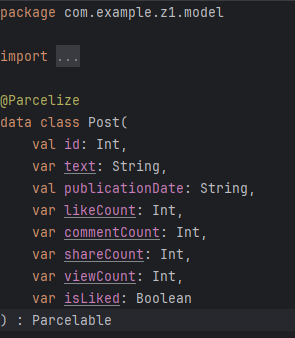 package com.example.z1.model
import ...
@Parcelize
data class Post(
    val id: Int,
    var text: String,
    val publicationDate: String,
    var likeCount: Int,
    var commentCount: Int,
    var shareCount: Int,
    var viewCount: Int,
    var isLiked: Boolean
) : Parcelable